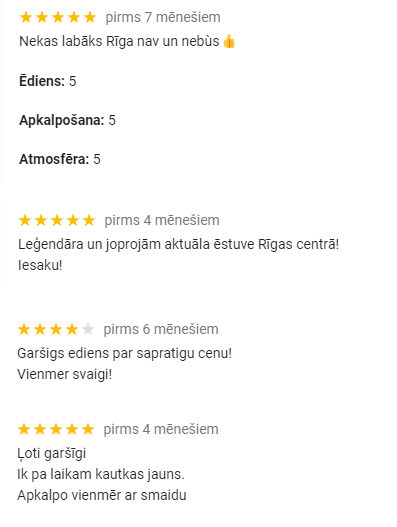 pirms 7 mēnešiem
Nekas labāks Rīga nav un nebùs 👍
Ēdiens: 5
Apkalpošana: 5
Atmosfēra: 5
pirms 4 mēnešiem
Leģendāra un joprojām aktuāla ēstuve Rīgas centrā!
Iesaku!
pirms 6 mēnešiem
Garšigs ediens par sapratigu cenu!
Vienmer svaigi!
pirms 4 mēnešiem
Ļoti garšīgi
Ik pa laikam kautkas jauns.
Apkalpo vienmēr ar smaidu